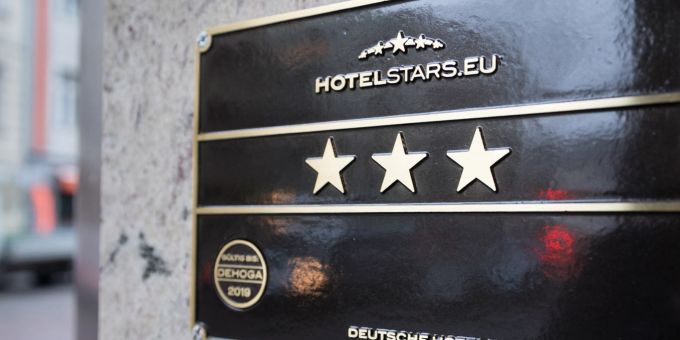 HOTELSTARS.EU
GÜLTIG BIS:
DEHOGA
2019
DEUTSCHE